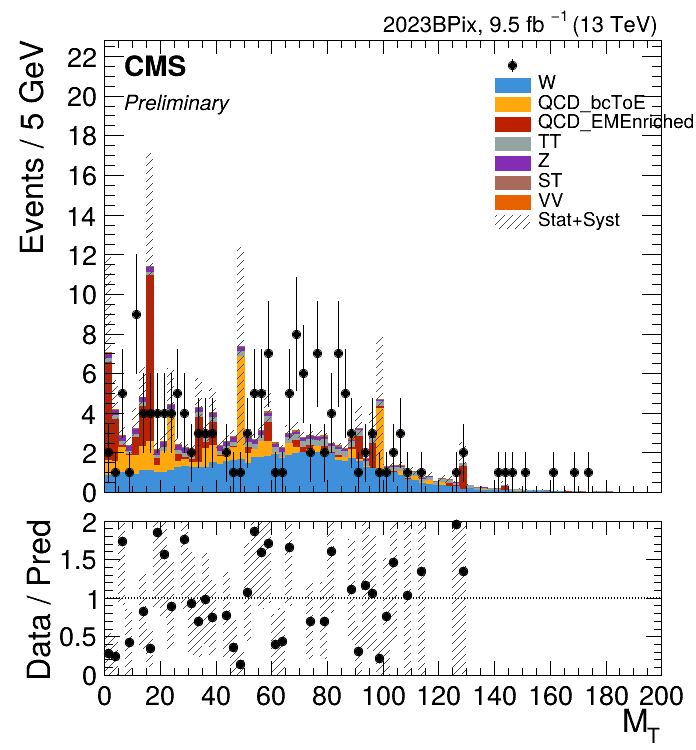 2023BPix, 9.5 fb⁻¹ (13 TeV)
CMS
Preliminary
W
QCD_bcToE
QCD_EMEnriched
TT
Z
ST
VV
Stat+Syst
Events / 5 GeV
22
20
18
16
14
12
10
8
6
4
2
0
Data / Pred
2
1.5
1
0.5
0
0 20 40 60 80 100 120 140 160 180 200
M_T